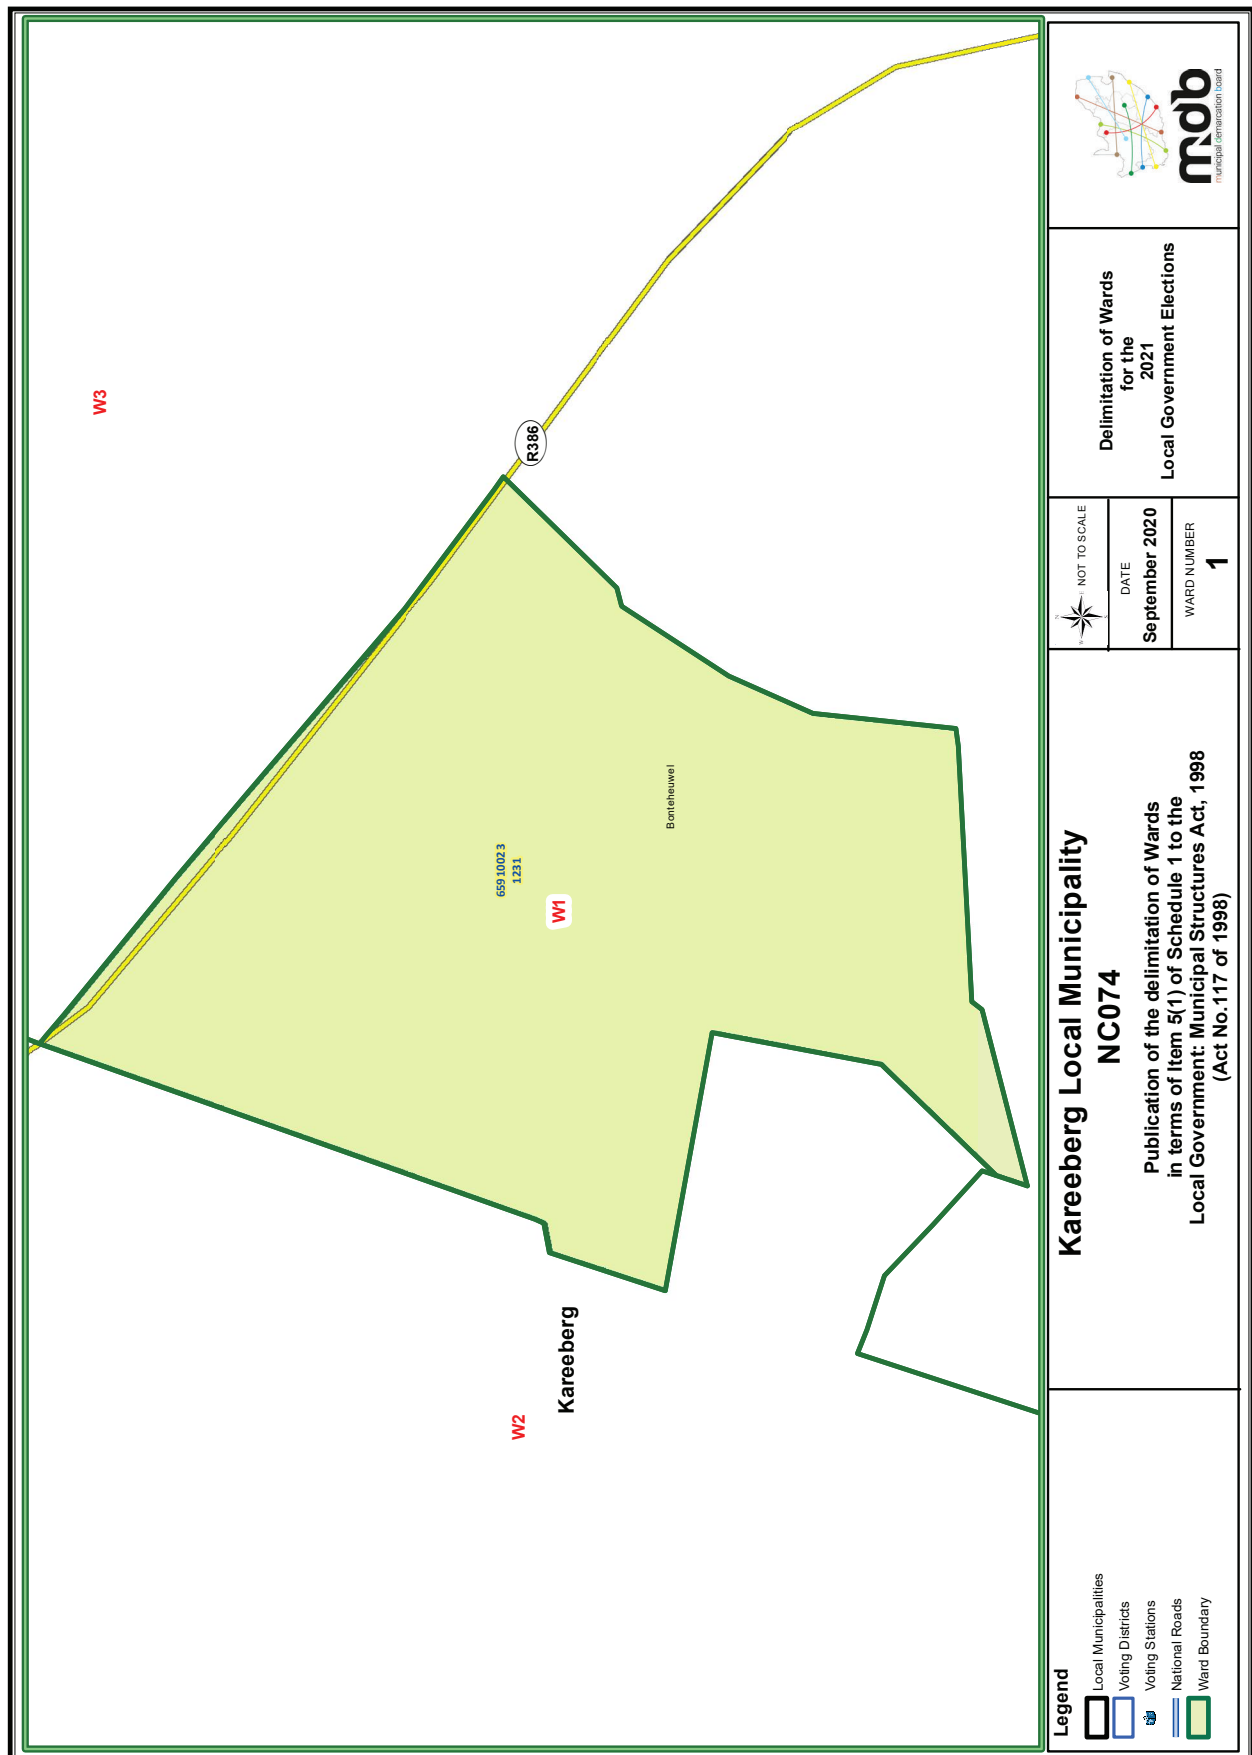 W3
R386
65910023
1231
W1
Bonteheuwel
Kareeberg
W2
Legend
Local Municipalities
Voting Districts
Voting Stations
National Roads
Ward Boundary
Kareeberg Local Municipality
NC074
Publication of the delimitation of Wards
in terms of Item 5(1) of Schedule 1 to the
Local Government: Municipal Structures Act, 1998
(Act No.117 of 1998)
N
W
E
S
NOT TO SCALE
DATE
September 2020
WARD NUMBER
1
Delimitation of Wards
for the
2021
Local Government Elections
mdb
municipal demarcation board